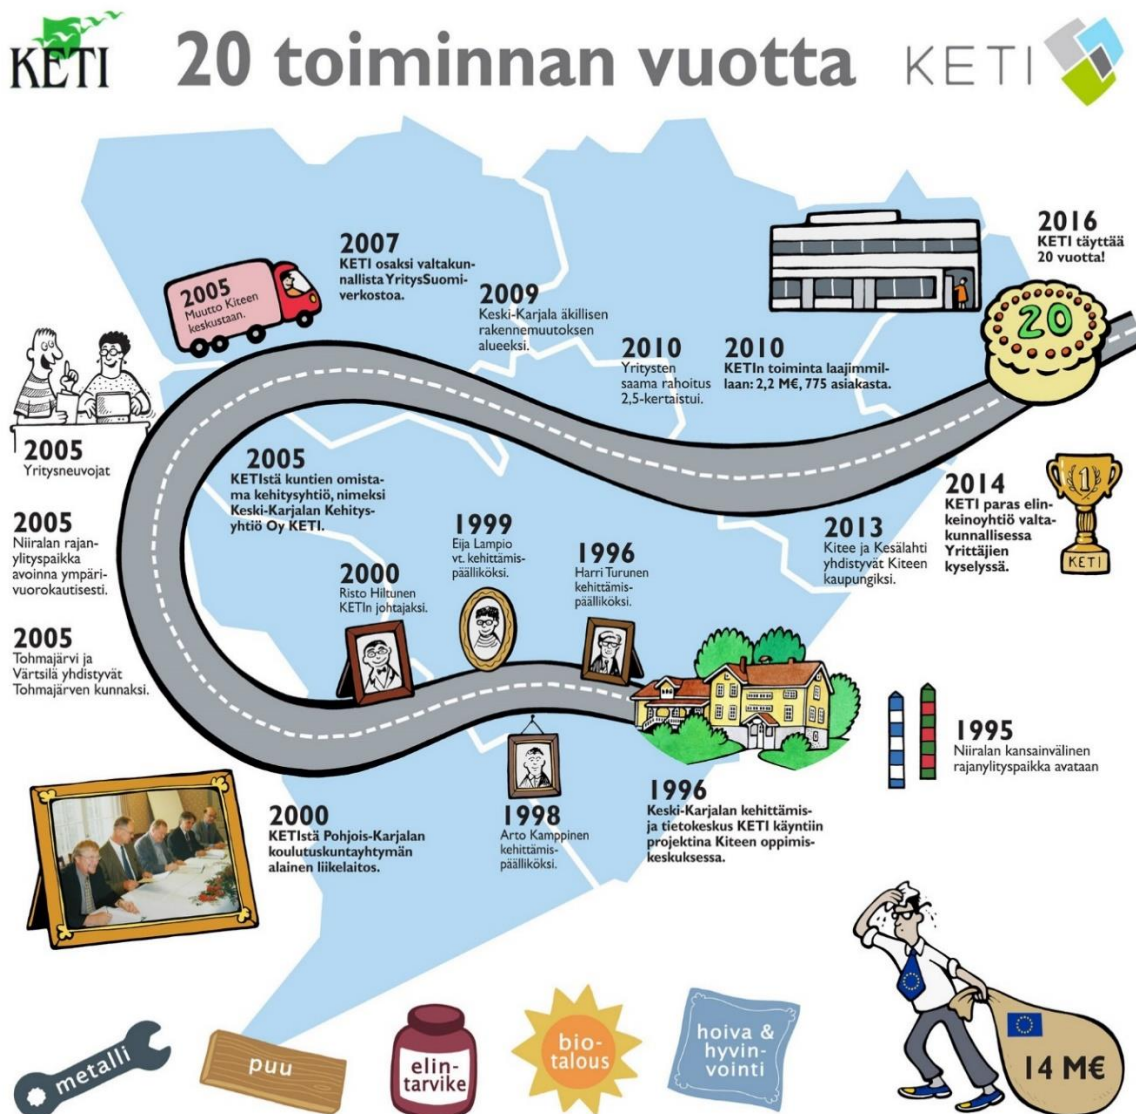 KETI
20 toiminnan vuotta
KETI
2007
KETI osaksi valtakun-
nallista YritysSuomi-
verkostoa.
2005
Muutto Kiteen
keskustaan.
2009
Keski-Karjala äkillisen
rakennemuutoksen
alueeksi.
2010
Yritysten
saama rahoitus
2,5-kertaistui.
2010
KETIn toiminta laajimmil-
laan: 2,2 M€, 775 asiakasta.
2016
KETI täyttää
20 vuotta!
20
2005
Yritysneuvojat
2005
KETIstä kuntien omista-
ma kehitysyhtiö, nimeksi
Keski-Karjalan Kehitys-
yhtiö Oy KETI.
2014
KETI paras elin-
keinoyhtiö valta-
kunnallisessa
Yrittäjien
kyselyssä.
1
KETI
2013
Kitee ja Kesälahti
yhdistyvät Kiteen
kaupungiksi.
2005
Niiralan rajan-
ylityspaikka
avoinna ympäri-
vuorokautisesti.
1999
Eija Lampio
vt. kehittämis-
päälliköksi.
1996
Harri Turunen
kehittämis-
päälliköksi.
2000
Risto Hiltunen
KETIn johtajaksi.
2005
Tohmajärvi ja
Värtsilä yhdistyvät
Tohmajärven kunnaksi.
1995
Niiralan kansainvälinen
rajanylityspaikka avataan
2000
KETIstä Pohjois-Karjalan
koulutuskuntayhtymän
alainen liikelaitos.
1998
Arto Kamppinen
kehittämis-
päälliköksi.
1996
Keski-Karjalan kehittämis-
ja tietokeskus KETI käyntiin
projektina Kiteen oppimis-
keskuksessa.
metalli
puu
elin-
tarvike
bio-
talous
hoiva &
hyvin-
vointi
14 M€